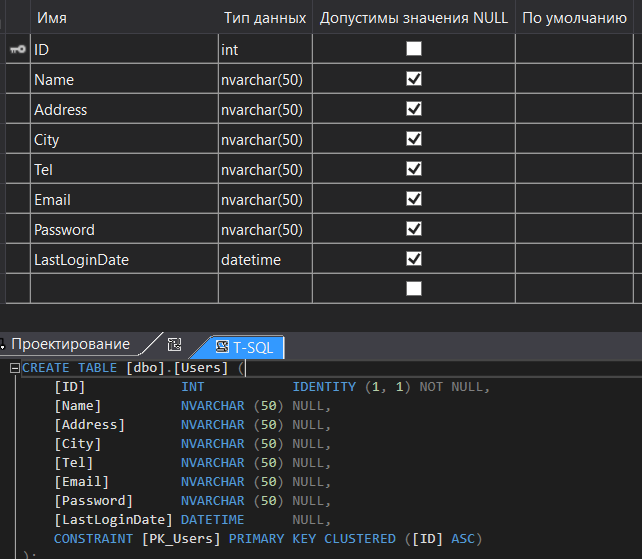 Имя Тип данных Допустимы значения NULL По умолчанию
ID int
Name nvarchar(50)
Address nvarchar(50)
City nvarchar(50)
Tel nvarchar(50)
Email nvarchar(50)
Password nvarchar(50)
LastLoginDate datetime
Проектирование T-SQL
CREATE TABLE [dbo].[Users] (
[ID] INT IDENTITY (1, 1) NOT NULL,
[Name] NVARCHAR (50) NULL,
[Address] NVARCHAR (50) NULL,
[City] NVARCHAR (50) NULL,
[Tel] NVARCHAR (50) NULL,
[Email] NVARCHAR (50) NULL,
[Password] NVARCHAR (50) NULL,
[LastLoginDate] DATETIME NULL,
CONSTRAINT [PK_Users] PRIMARY KEY CLUSTERED ([ID] ASC)
);